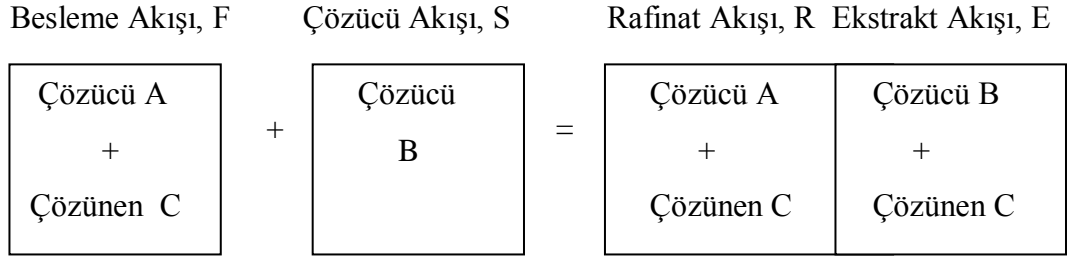 Besleme Akışı, F Çözücü Akışı, S Rafinat Akışı, R Ekstrakt Akışı, E
Çözücü A Çözücü Çözücü A Çözücü B
+ + B = + +
Çözünen C Çözünen C Çözünen C